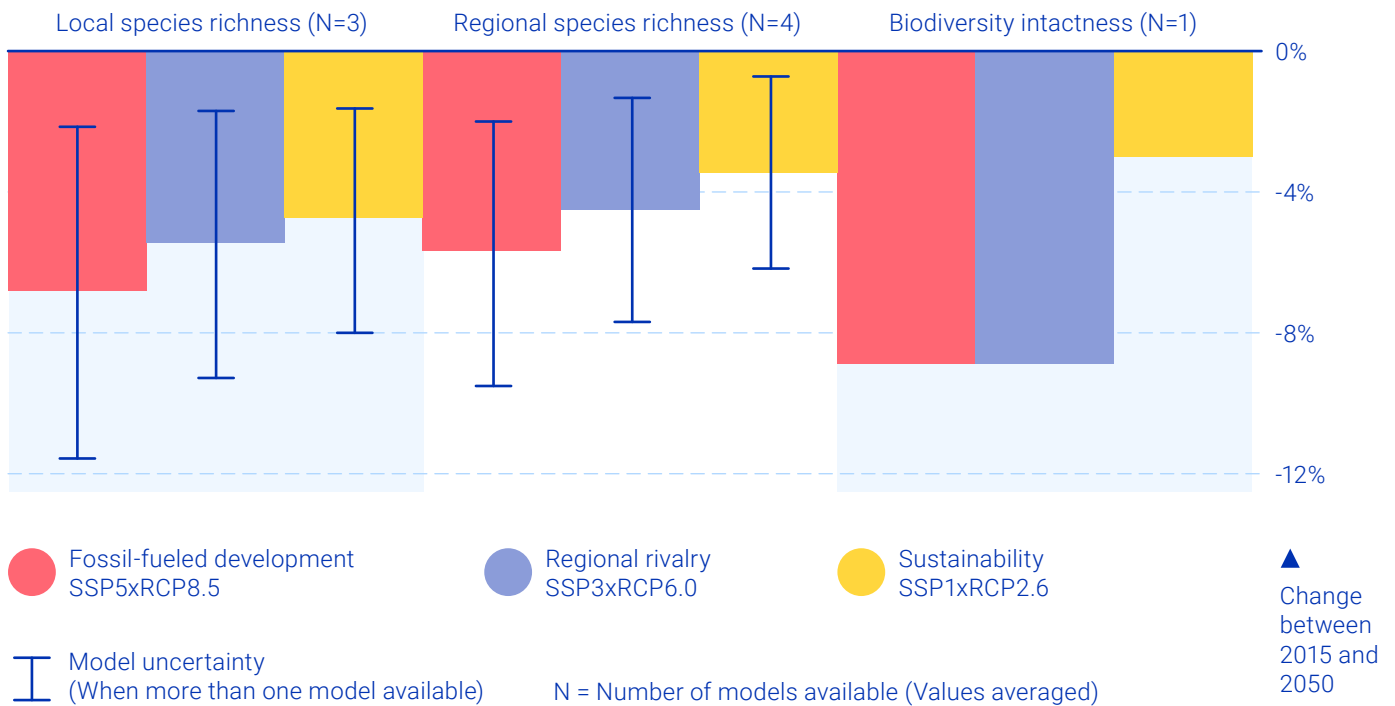 Local species richness (N=3)
Regional species richness (N=4)
Biodiversity intactness (N=1)
0%
-4%
-8%
-12%
Fossil-fueled development
SSP5xRCP8.5
Regional rivalry
SSP3xRCP6.0
Sustainability
SSP1xRCP2.6
Change
between
2015 and
2050
Model uncertainty
(When more than one model available)
N = Number of models available (Values averaged)